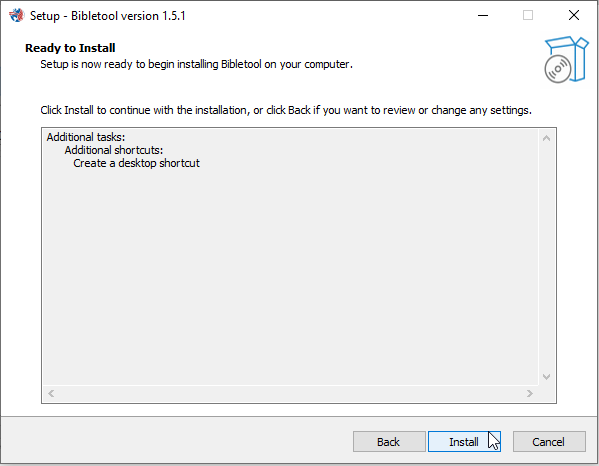 Setup - Bibletool version 1.5.1
Ready to Install
Setup is now ready to begin installing Bibletool on your computer.
Click Install to continue with the installation, or click Back if you want to review or change any settings.
Additional tasks:
Additional shortcuts:
Create a desktop shortcut
Back Install Cancel